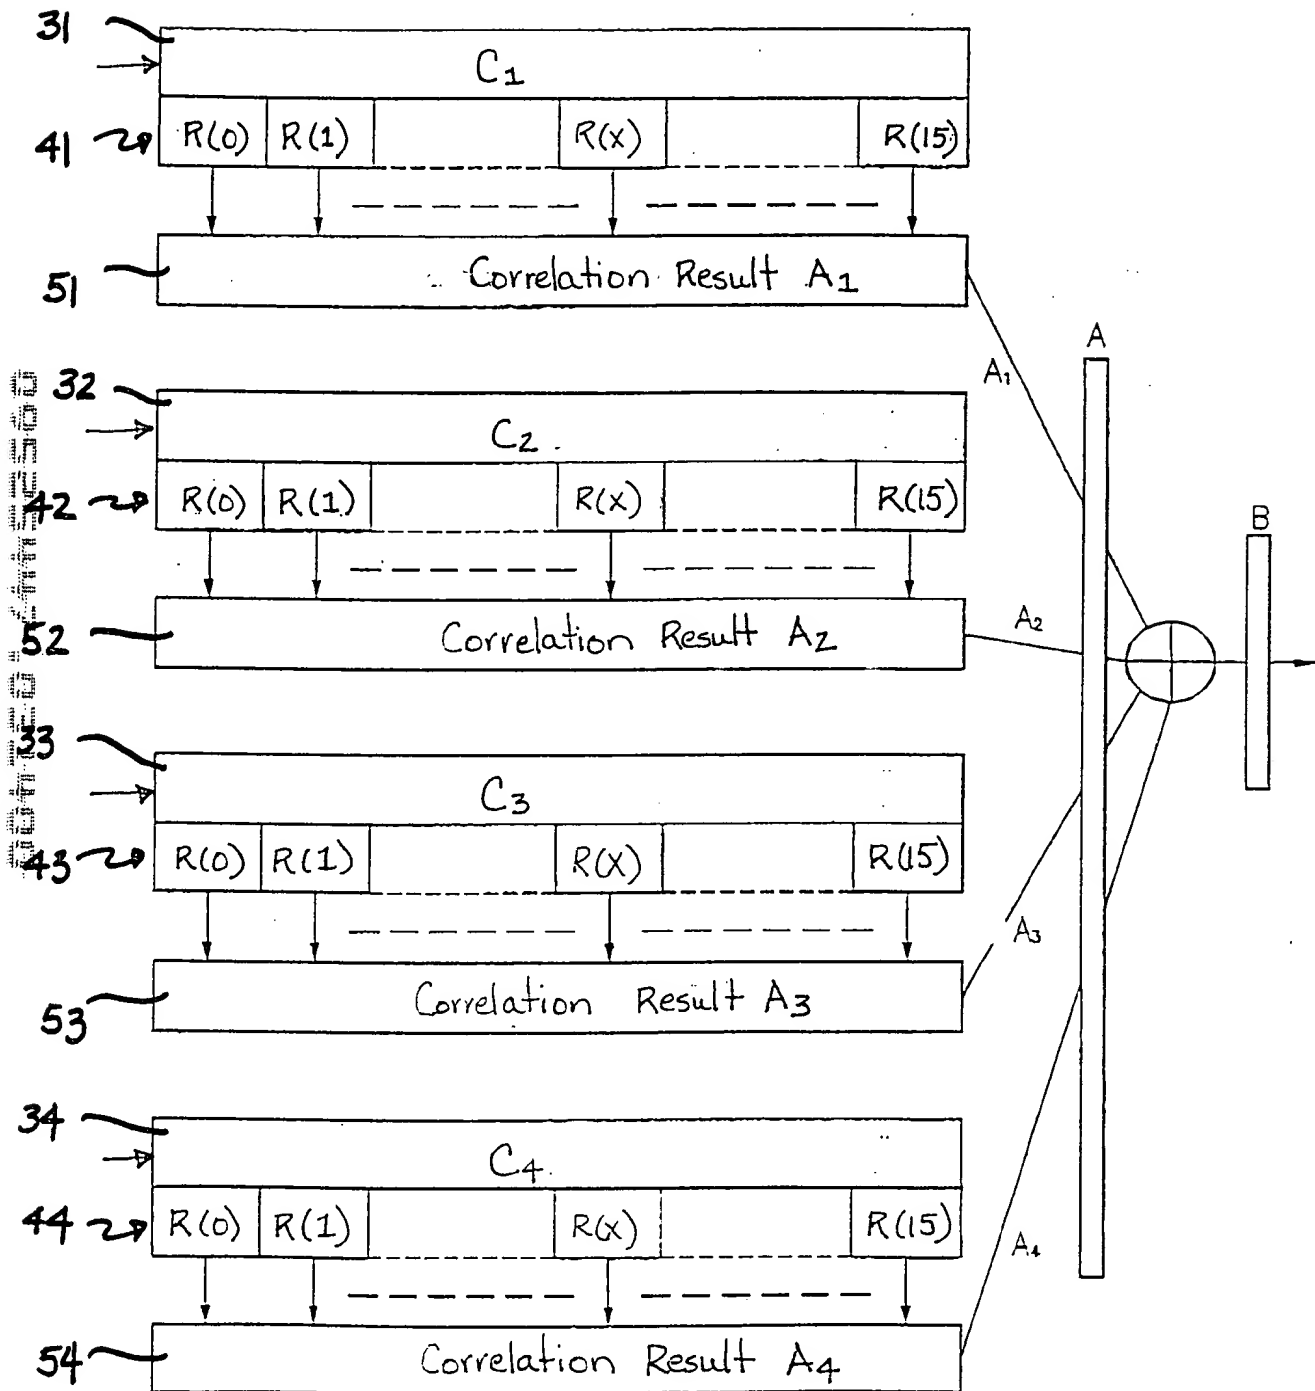 31
C1
41 R(0) R(1) R(x) R(15)
51 Correlation Result A1
A
A1
32
C2
42 R(0) R(1) R(x) R(15)
B
52 Correlation Result A2
A2
33
C3
43 R(0) R(1) R(x) R(15)
A3
53 Correlation Result A3
34
C4
44 R(0) R(1) R(x) R(15)
A4
54 Correlation Result A4